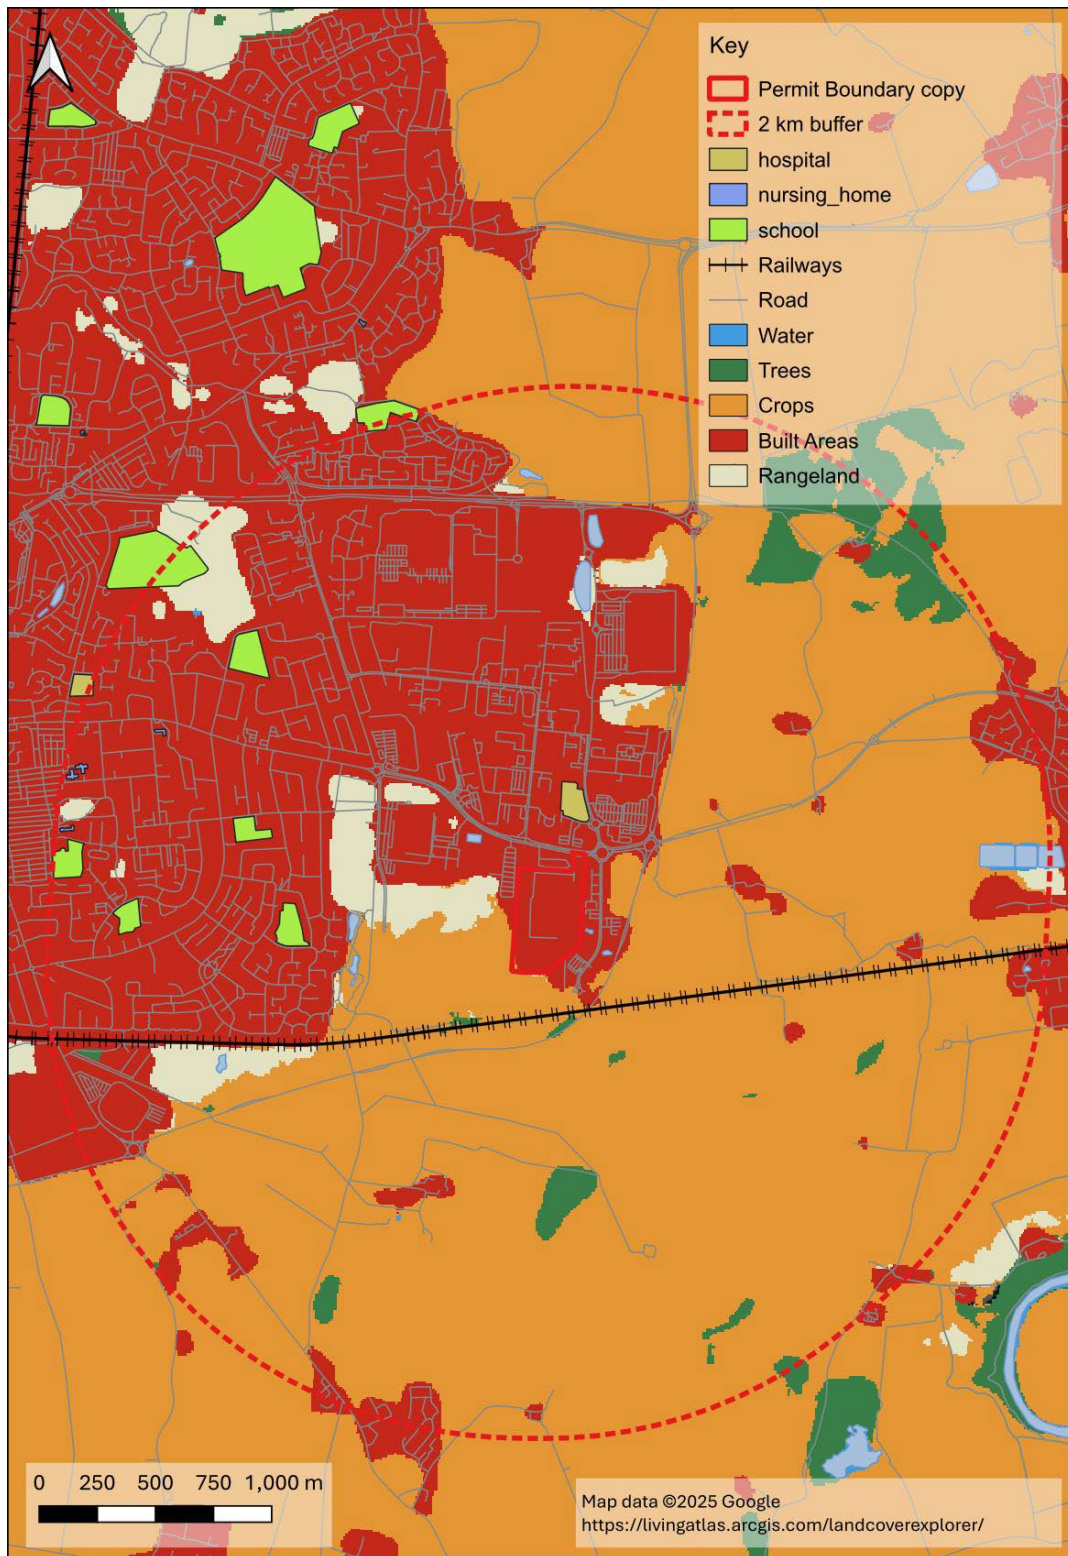 Key
Permit Boundary copy
2 km buffer
hospital
nursing_home
school
Railways
Road
Water
Trees
Crops
Built Areas
Rangeland
0 250 500 750 1,000 m
Map data ©2025 Google
https://livingatlas.arcgis.com/landcoverexplorer/